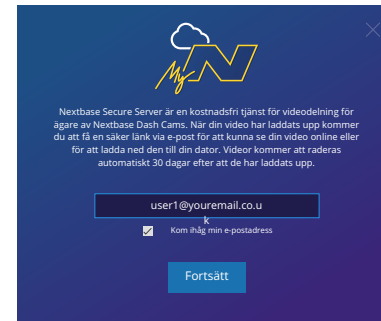 My N
Nextbase Secure Server är en kostnadsfri tjänst för videodelning för
ägare av Nextbase Dash Cams. När din video har laddats upp kommer
du att få en säker länk via e-post för att kunna se din video online eller
för att ladda ned den till din dator. Videor kommer att raderas
automatiskt 30 dagar efter att de har laddats upp.
user1@youremail.co.u
k
Kom ihåg min e-postadress
Fortsätt